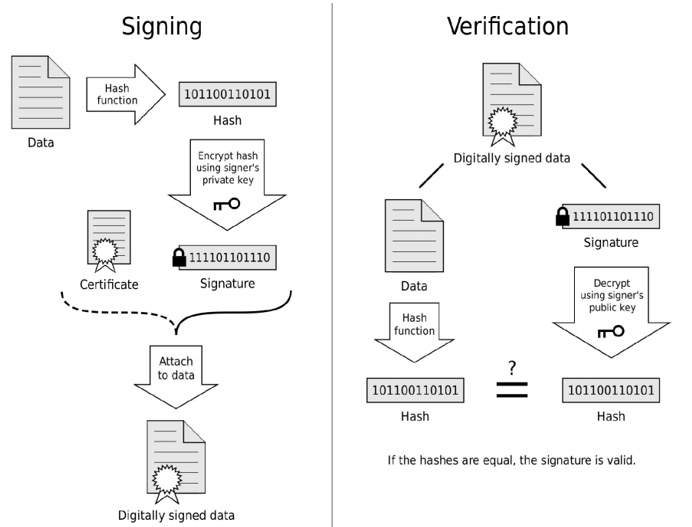 Signing
Hash
function
101100110101
Hash
Data
Encrypt hash
using signer's
private key
111101101110
Certificate
Signature
Attach
to data
Digitally signed data
Verification
Digitally signed data
111101101110
Signature
Data
Decrypt
using signer's
public key
Hash
function
?
101100110101
101100110101
Hash
Hash
If the hashes are equal, the signature is valid.